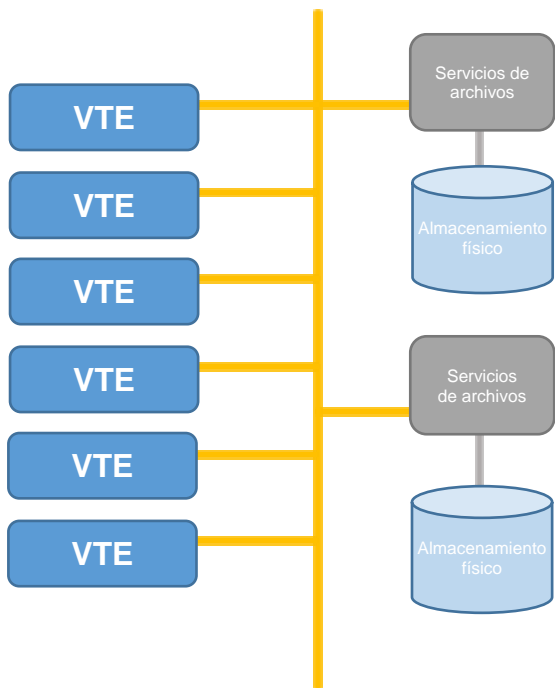 VTE
VTE
VTE
VTE
VTE
VTE
Servicios de
archivos
Almacenamiento
físico
Servicios
de archivos
Almacenamiento
físico